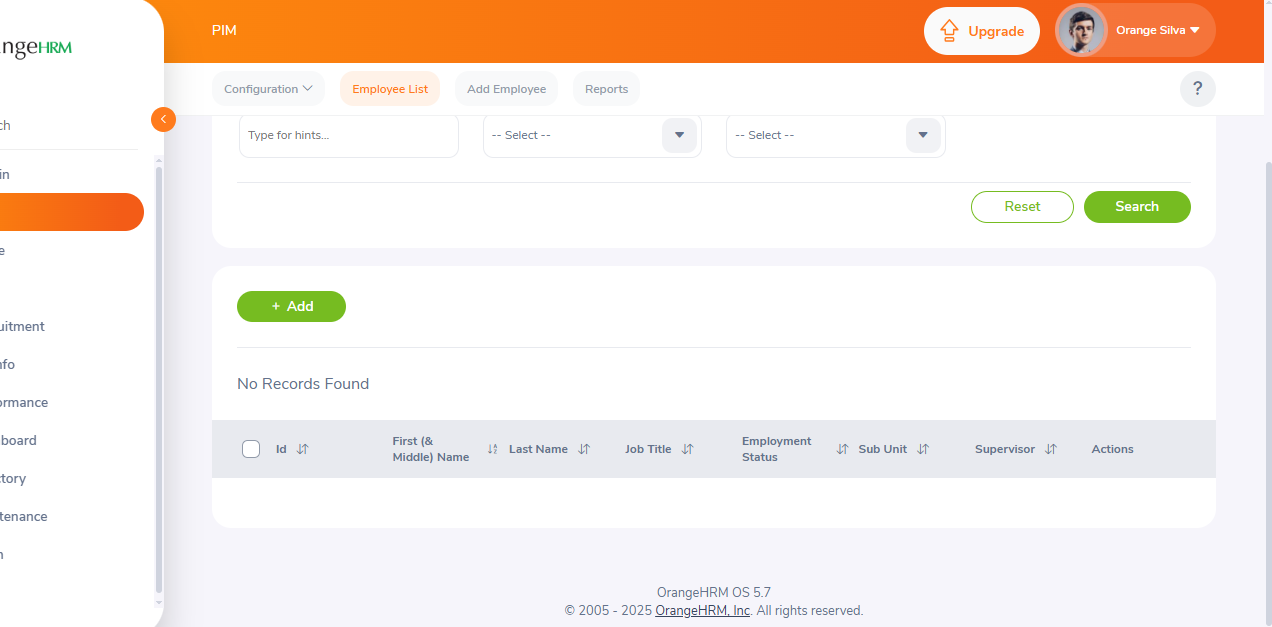 PIM
Upgrade
Orange Silva
ngeHRM
Configuration
Employee List
Add Employee
Reports
?
ch
Type for hints...
-- Select --
-- Select --
in
Reset
Search
e
+ Add
uitment
nfo
No Records Found
ormance
board
Id
First (& Middle) Name
Last Name
Job Title
Employment Status
Sub Unit
Supervisor
Actions
ctory
tenance
n
OrangeHRM OS 5.7
© 2005 - 2025 OrangeHRM, Inc. All rights reserved.